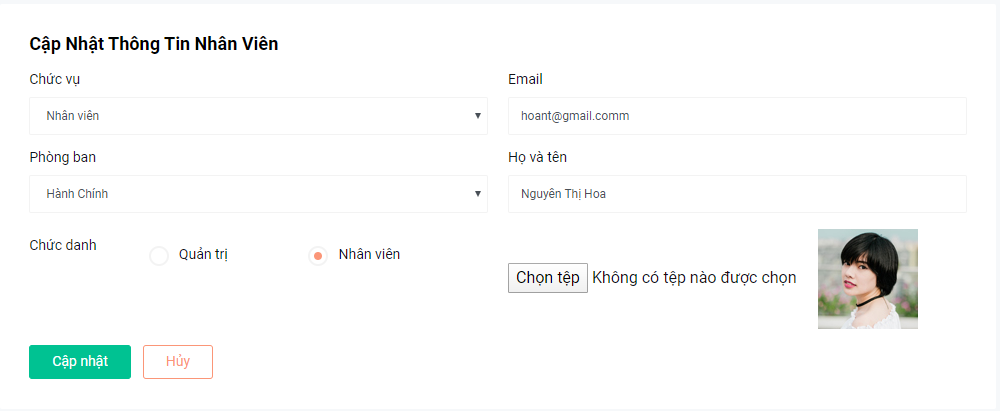 Cập Nhật Thông Tin Nhân Viên
Chức vụ
Email
Nhân viên
hoant@gmail.comm
Phòng ban
Họ và tên
Hành Chính
Nguyên Thị Hoa
Chức danh
Quản trị
Nhân viên
Chọn tệp Không có tệp nào được chọn
Cập nhật
Hủy